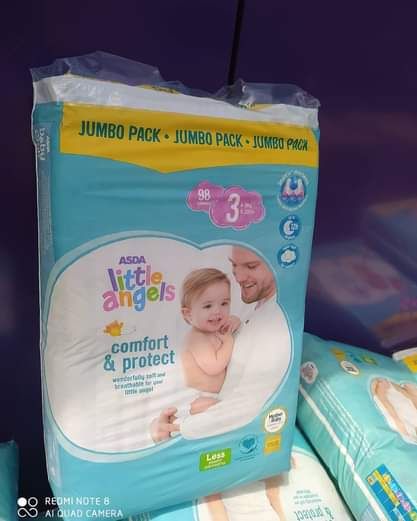 JUMBO PACK • JUMBO PACK • JUMBO PACK
98
3
ASDA
little
angels
comfort
& protect
wonderfully soft and
breathable for your
little angel
Less
REDMI NOTE 8
AI QUAD CAMERA